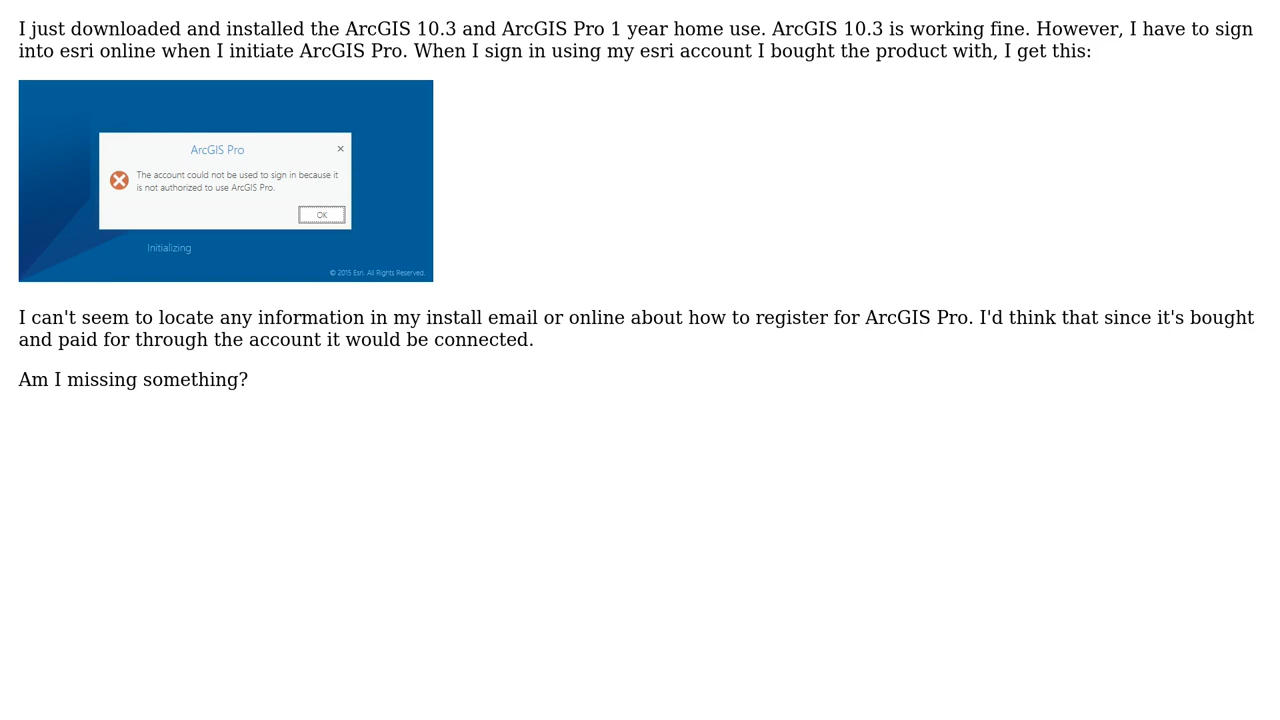 I just downloaded and installed the ArcGIS 10.3 and ArcGIS Pro 1 year home use. ArcGIS 10.3 is working fine. However, I have to sign
into esri online when I initiate ArcGIS Pro. When I sign in using my esri account I bought the product with, I get this:
ArcGIS Pro
The account could not be used to sign in because it
is not authorized to use ArcGIS Pro.
OK
Initializing
© 2015 Esri. All Rights Reserved.
I can't seem to locate any information in my install email or online about how to register for ArcGIS Pro. I'd think that since it's bought
and paid for through the account it would be connected.
Am I missing something?